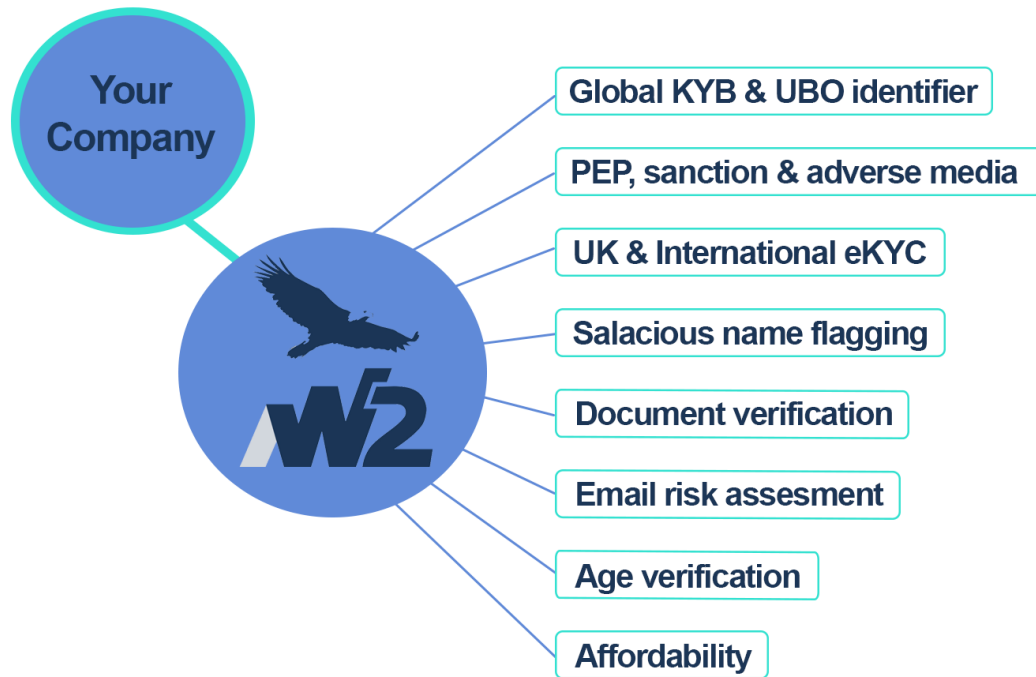 Your
Company
W2
Global KYB & UBO identifier
PEP, sanction & adverse media
UK & International eKYC
Salacious name flagging
Document verification
Email risk assesment
Age verification
Affordability